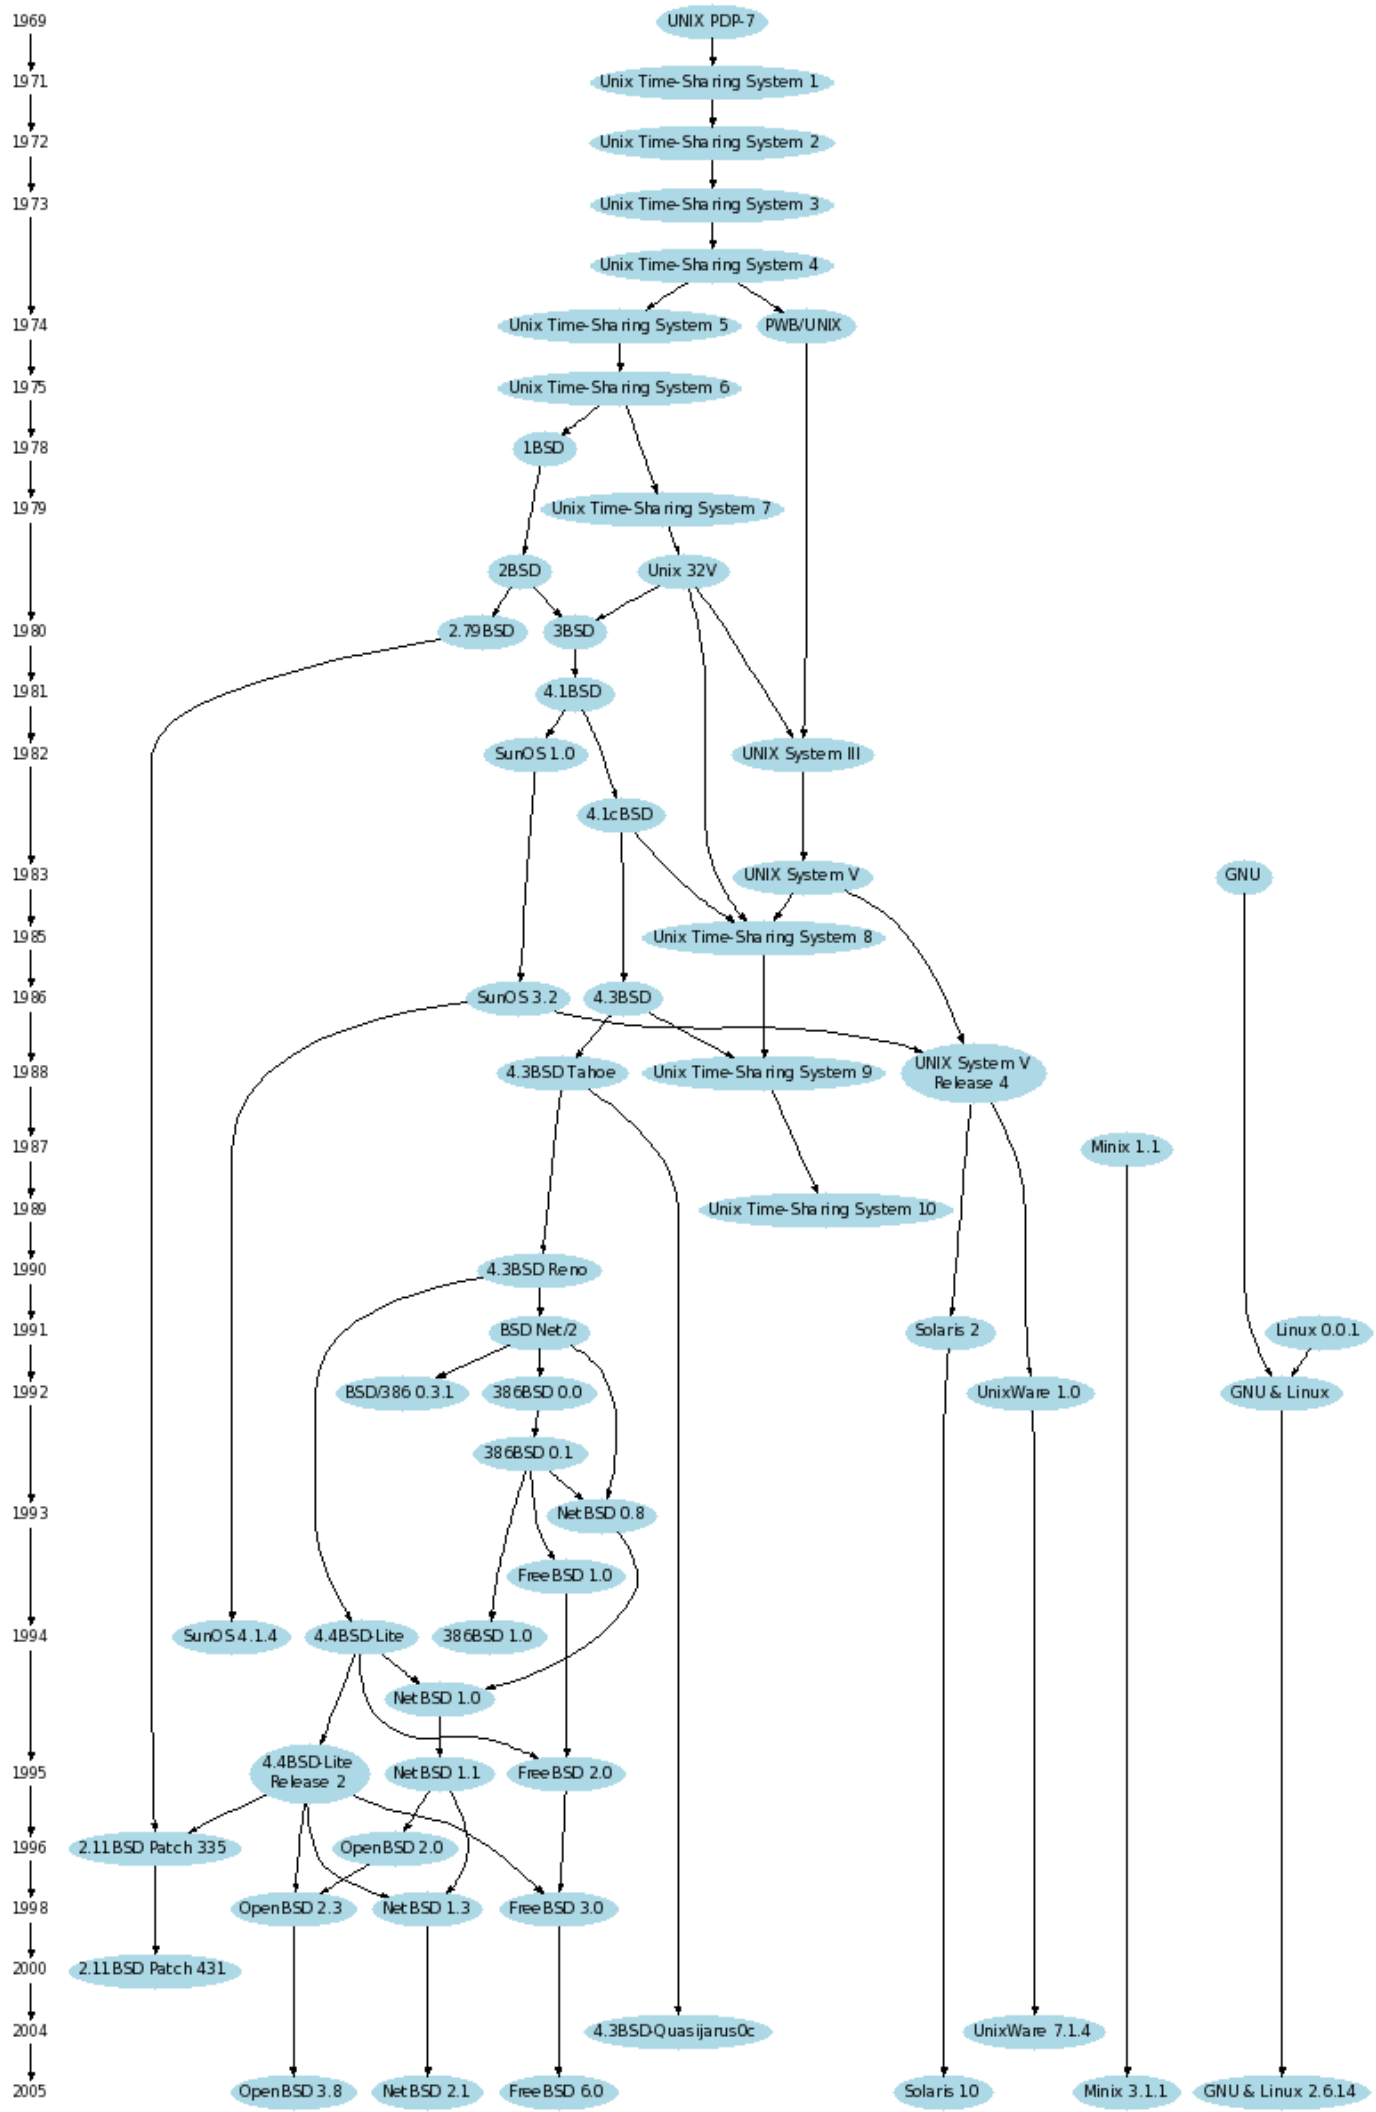 1969
UNIX PDP-7
1971
Unix Time-Sharing System 1
1972
Unix Time-Sharing System 2
1973
Unix Time-Sharing System 3
Unix Time-Sharing System 4
1974
Unix Time-Sharing System 5
PWB/UNIX
1975
Unix Time-Sharing System 6
1978
1BSD
1979
Unix Time-Sharing System 7
2BSD
Unix 32V
1980
2.79BSD
3BSD
1981
4.1BSD
1982
SunOS 1.0
UNIX System III
4.1cBSD
1983
UNIX System V
GNU
1985
Unix Time-Sharing System 8
1986
SunOS 3.2
4.3BSD
1988
4.3BSD Tahoe
Unix Time-Sharing System 9
UNIX System V
Release 4
1987
Minix 1.1
1989
Unix Time-Sharing System 10
1990
4.3BSD Reno
1991
BSD Net/2
Solaris 2
Linux 0.0.1
1992
BSD/386 0.3.1
386BSD 0.0
UnixWare 1.0
GNU & Linux
386BSD 0.1
1993
NetBSD 0.8
FreeBSD 1.0
1994
SunOS 4.1.4
4.4BSD-Lite
386BSD 1.0
NetBSD 1.0
1995
4.4BSD-Lite
Release 2
NetBSD 1.1
FreeBSD 2.0
1996
2.11BSD Patch 335
OpenBSD 2.0
1998
OpenBSD 2.3
NetBSD 1.3
FreeBSD 3.0
2000
2.11BSD Patch 431
2004
4.3BSD-Quasijarus0c
UnixWare 7.1.4
2005
OpenBSD 3.8
NetBSD 2.1
FreeBSD 6.0
Solaris 10
Minix 3.1.1
GNU & Linux 2.6.14